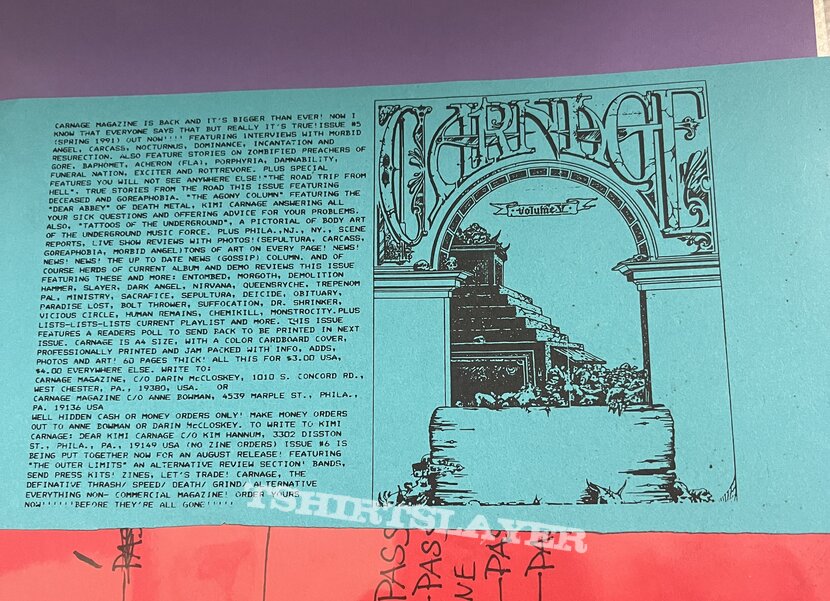 CARNAGE MAGAZINE IS BACK AND IT'S BIGGER THAN EVER! NOW I
KNOW THAT EVERYONE SAYS THAT BUT REALLY IT'S TRUE!ISSUE #5
(SPRING 1991) OUT NOW!!!! FEATURING INTERVIEWS WITH MORBID
ANGEL, CARCASS, NOCTURNUS, DOMINANCE, INCANTATION AND
RESURECTION. ALSO FEATURE STORIES ON ZOMBIFIED PREACHERS OF
GORE, BAPHOMET, ACHERON (FLA), PORPHYRIA, DAMNABILITY,
FUNERAL NATION, EXCITER AND ROTTREVORE. PLUS SPECIAL
FEATURES YOU WILL NOT SEE ANYWHERE ELSE!"THE ROAD TRIP FROM
HELL", TRUE STORIES FROM THE ROAD THIS ISSUE FEATURING
DECEASED AND GOREAPHOBIA. "THE AGONY COLUMN" FEATURING THE
"DEAR ABBEY" OF DEATH METAL, KIMI CARNAGE ANSWERING ALL
YOUR SICK QUESTIONS AND OFFERING ADVICE FOR YOUR PROBLEMS.
ALSO, "TATTOOS OF THE UNDERGROUND", A PICTORIAL OF BODY ART
OF THE UNDERGROUND MUSIC FORCE. PLUS PHILA.,NJ., NY., SCENE
REPORTS, LIVE SHOW REVIEWS WITH PHOTOS!(SEPULTURA, CARCASS,
GOREAPHOBIA, MORBID ANGEL)TONS OF ART ON EVERY PAGE! NEWS!
NEWS! NEWS! THE UP TO DATE NEWS (GOSSIP) COLUMN. AND OF
COURSE HERDS OF CURRENT ALBUM AND DEMO REVIEWS THIS ISSUE
FEATURING THESE AND MORE: ENTOMBED, MORGOTH, DEMOLITION
HAMMER, SLAYER, DARK ANGEL, NIRVANA, QUEENSRYCHE, TREPENOM
PAL, MINISTRY, SACRAFICE, SEPULTURA, DEICIDE, OBITUARY,
PARADISE LOST, BOLT THROWER, SUFFOCATION, DR. SHRINKER,
VICIOUS CIRCLE, HUMAN REMAINS, CHEMIKILL, MONSTROCITY.PLUS
LISTS-LISTS-LISTS CURRENT PLAYLIST AND MORE. THIS ISSUE
FEATURES A READERS POLL TO SEND BACK TO BE PRINTED IN NEXT
ISSUE. CARNAGE IS A4 SIZE, WITH A COLOR CARDBOARD COVER,
PROFESSIONALLY PRINTED AND JAM PACKED WITH INFO, ADDS,
PHOTOS AND ART! 60 PAGES THICK! ALL THIS FOR $3.00 USA,
$4.00 EVERYWHERE ELSE. WRITE TO:
CARNAGE MAGAZINE, C/O DARIN McCLOSKEY, 1010 S. CONCORD RD.,
WEST CHESTER, PA., 19380, USA. OR
CARNAGE MAGAZINE C/O ANNE BOWMAN, 4539 MARPLE ST., PHILA.,
PA. 19136 USA
WELL HIDDEN CASH OR MONEY ORDERS ONLY! MAKE MONEY ORDERS
OUT TO ANNE BOWMAN OR DARIN McCLOSKEY. TO WRITE TO KIMI
CARNAGE: DEAR KIMI CARNAGE C/O KIM HANNUM, 3302 DISSTON
ST., PHILA., PA., 19149 USA (NO ZINE ORDERS) ISSUE #6 IS
BEING PUT TOGETHER NOW FOR AN AUGUST RELEASE! FEATURING
"THE OUTER LIMITS" AN ALTERNATIVE REVIEW SECTION! BANDS,
SEND PRESS KITS! ZINES, LET'S TRADE! CARNAGE, THE
DEFINATIVE THRASH/ SPEED/ DEATH/ GRIND/ ALTERNATIVE
EVERYTHING NON- COMMERCIAL MAGAZINE! ORDER YOURS
NOW!!!!!!BEFORE THEY'RE ALL GONE!!!!!
CARNAGE
Volume V
TSHIRTSLAYER
PASS
PASS
PAS
PA
PAS